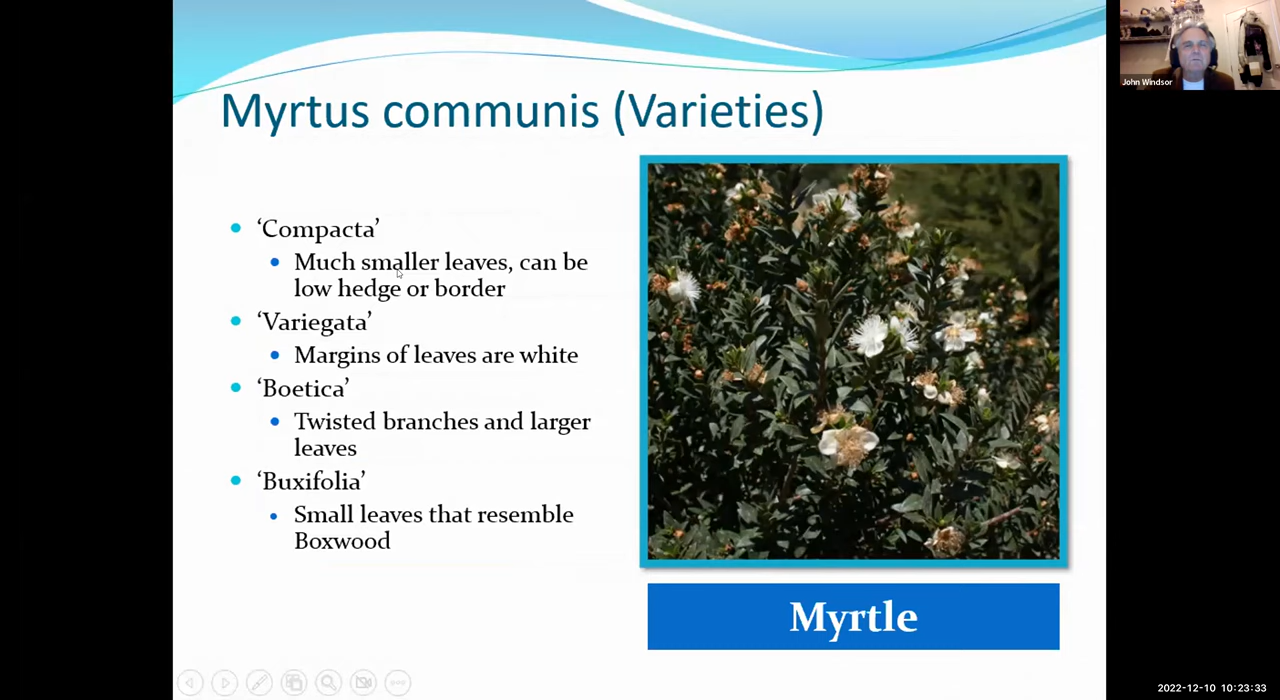 Myrtus communis (Varieties)
John Windsor
• ‘Compacta’
• Much smaller leaves, can be
low hedge or border
• ‘Variegata’
• Margins of leaves are white
• ‘Boetica’
• Twisted branches and larger
leaves
• ‘Buxifolia’
• Small leaves that resemble
Boxwood
Myrtle
2022-12-10 10:23:33